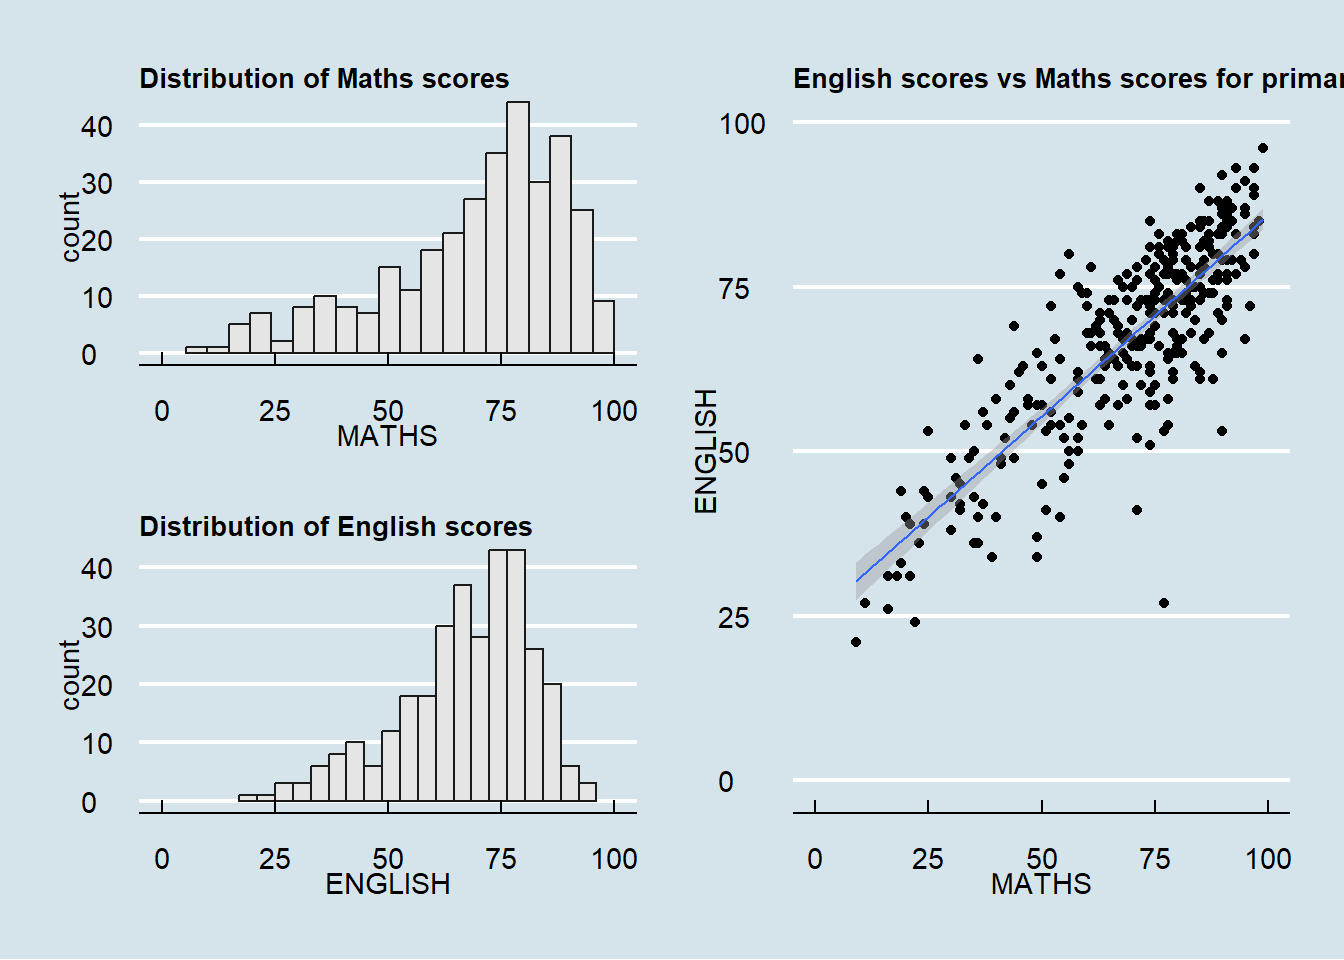 Distribution of Maths scores
count
40
30
20
10
0
0 25 50 75 100
MATHS
Distribution of English scores
count
40
30
20
10
0
0 25 50 75 100
ENGLISH
English scores vs Maths scores for primar
ENGLISH
100
75
50
25
0
0 25 50 75 100
MATHS